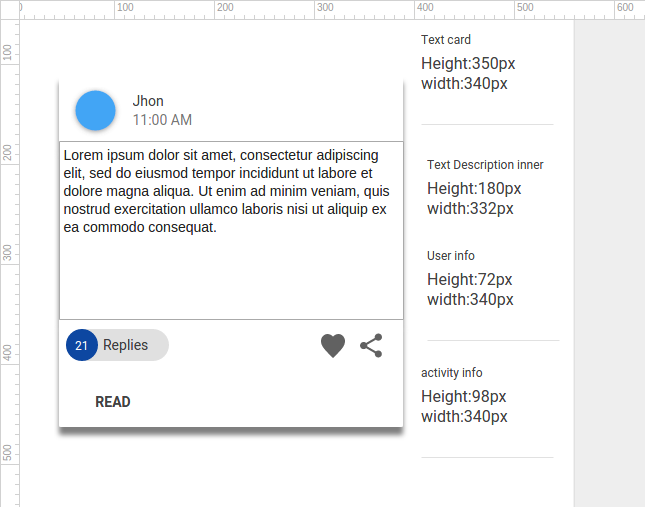 0 100 200 300 400 500 600
100
200
300
400
500
Jhon
11:00 AM
Lorem ipsum dolor sit amet, consectetur adipiscing
elit, sed do eiusmod tempor incididunt ut labore et
dolore magna aliqua. Ut enim ad minim veniam, quis
nostrud exercitation ullamco laboris nisi ut aliquip ex
ea commodo consequat.
21 Replies
READ
Text card
Height:350px
width:340px
Text Description inner
Height:180px
width:332px
User info
Height:72px
width:340px
activity info
Height:98px
width:340px